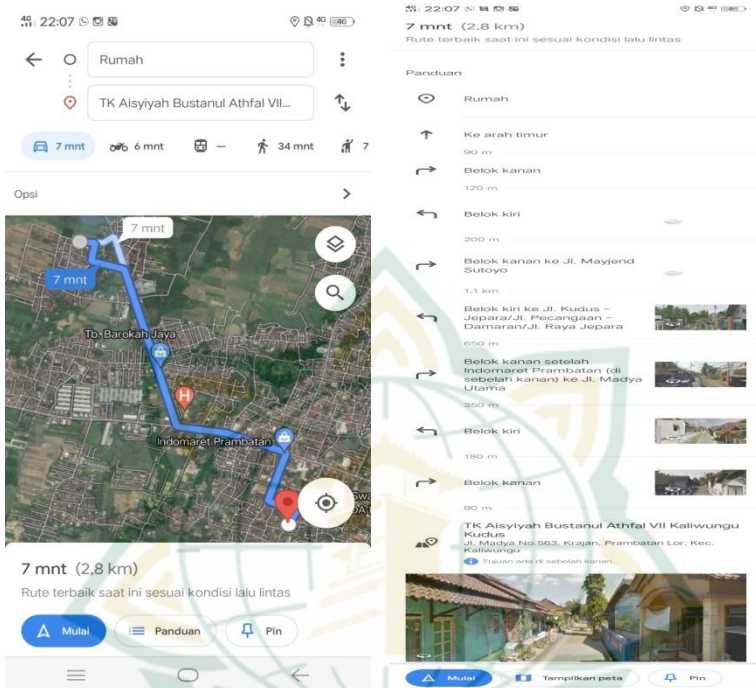 4G 22:07
4G 46
Rumah
TK Aisyiyah Bustanul Athfal VII...
7 mnt
6 mnt
—
34 mnt
7
Opsi
7 mnt
7 mnt
Tb. Barokah Jaya
H
Indomaret Prambatan
7 mnt (2,8 km)
Rute terbaik saat ini sesuai kondisi lalu lintas
Mulai
Panduan
Pin
4G 22:07
4G 46
7 mnt (2,8 km)
Rute terbaik saat ini sesuai kondisi lalu lintas
Panduan
Rumah
Ke arah timur
90 m
Belok kanan
120 m
Belok kiri
200 m
Belok kanan ke Jl. Mayjend
Sutoyo
1,1 km
Belok kiri ke Jl. Kudus -
Jepara/Jl. Pecangaan -
Damaran/Jl. Raya Jepara
650 m
Belok kanan setelah
Indomaret Prambatan (di
sebelah kanan) ke Jl. Madya
Utama
350 m
Belok kiri
180 m
Belok kanan
90 m
TK Aisyiyah Bustanul Athfal VII Kaliwungu
Kudus
Jl. Madya No.563, Krajan, Prambatan Lor, Kec.
Kaliwungu
Tujuan ada di sebelah kanan.
Mulai
Tampilkan peta
Pin